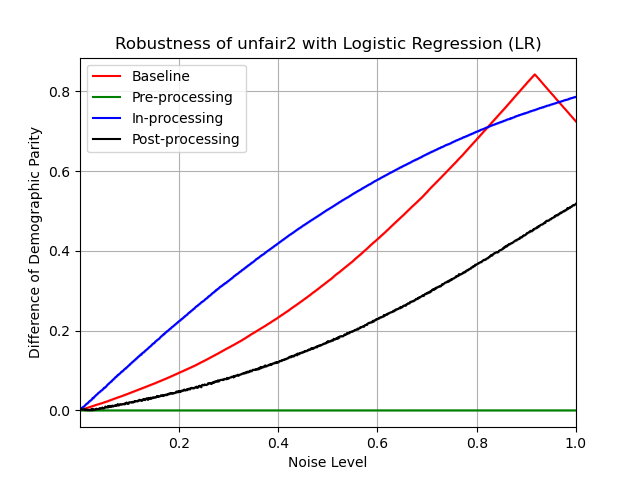 Robustness of unfair2 with Logistic Regression (LR)
Baseline
Pre-processing
In-processing
Post-processing
Difference of Demographic Parity
0.8
0.6
0.4
0.2
0.0
0.2
0.4
0.6
0.8
1.0
Noise Level